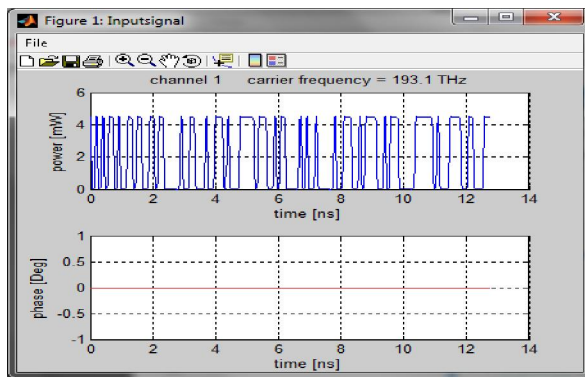 Figure 1: Inputsignal
File
channel 1 carrier frequency = 193.1 THz
6
4
2
0
power [mW]
0 2 4 6 8 10 12 14
time [ns]
1
0.5
0
-0.5
-1
phase [Deg]
0 2 4 6 8 10 12 14
time [ns]